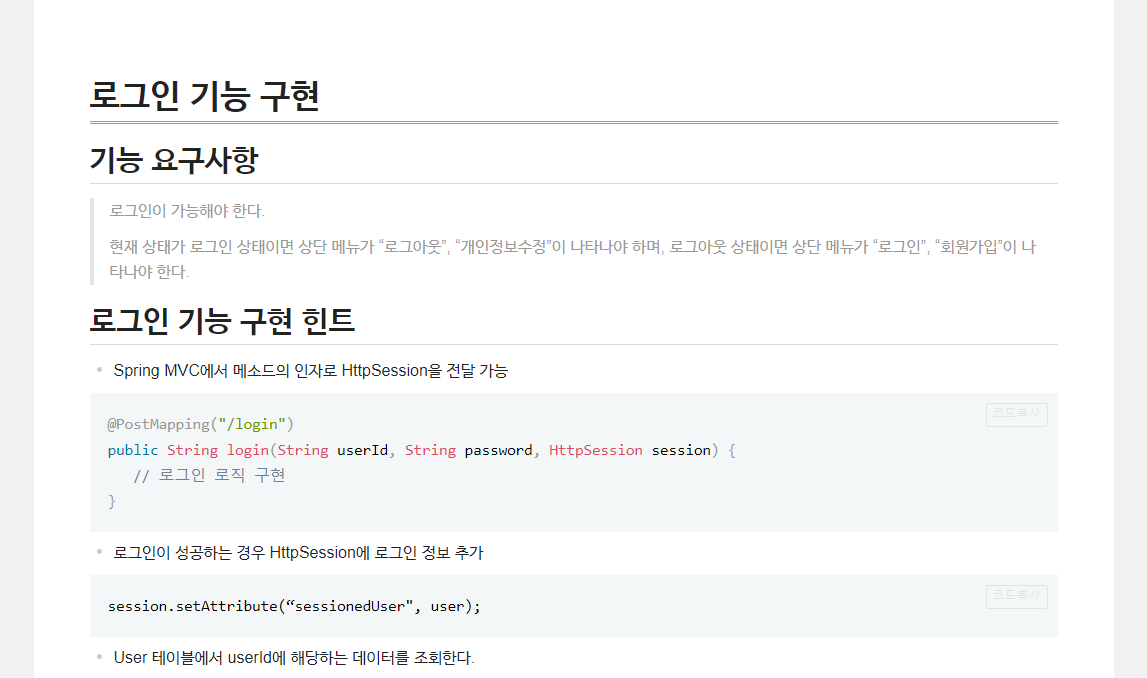 로그인 기능 구현
기능 요구사항
로그인이 가능해야 한다.
현재 상태가 로그인 상태이면 상단 메뉴가 “로그아웃”, “개인정보수정”이 나타나야 하며, 로그아웃 상태이면 상단 메뉴가 “로그인”, “회원가입”이 나
타나야 한다.
로그인 기능 구현 힌트
Spring MVC에서 메소드의 인자로 HttpSession을 전달 가능
코드복사
@PostMapping("/login")
public String login(String userId, String password, HttpSession session) {
// 로그인 로직 구현
}
로그인이 성공하는 경우 HttpSession에 로그인 정보 추가
코드복사
session.setAttribute(“sessionedUser", user);
User 테이블에서 userId에 해당하는 데이터를 조회한다.